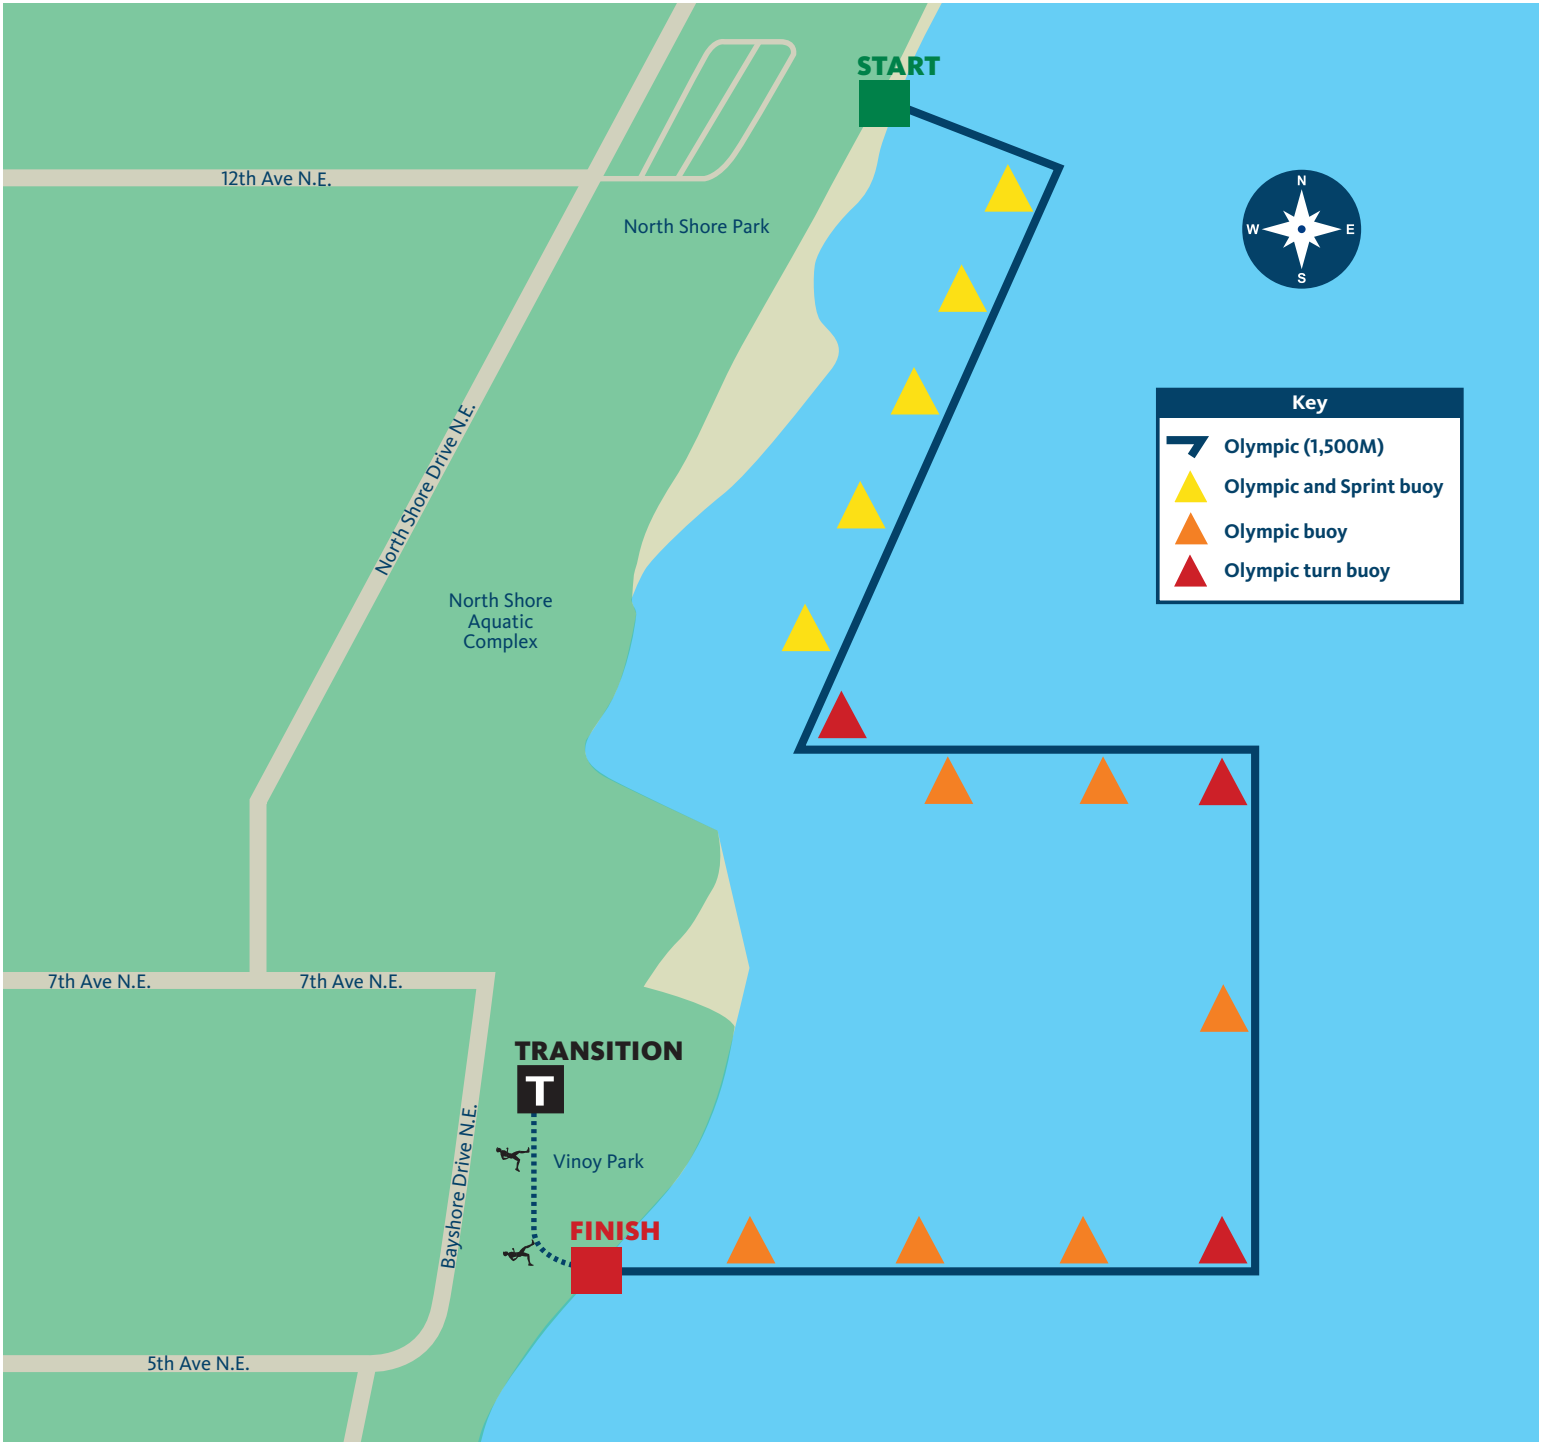 START
N
W
E
S
12th Ave N.E.
North Shore Park
Key
Olympic (1,500M)
Olympic and Sprint buoy
Olympic buoy
Olympic turn buoy
North Shore Drive N.E.
North Shore
Aquatic
Complex
7th Ave N.E.
7th Ave N.E.
TRANSITION
T
Bayshore Drive N.E.
Vinoy Park
FINISH
5th Ave N.E.